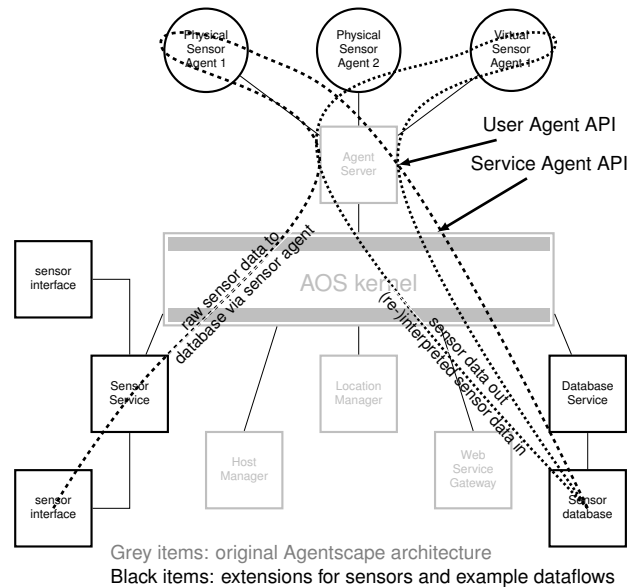 Physical
Sensor
Agent 1
Physical
Sensor
Agent 2
Virtual
Sensor
Agent 1
User Agent API
Agent
Server
Service Agent API
raw sensor data to
database via sensor agent
sensor
interface
AOS kernel
sensor data out
(re-)interpreted sensor data in
Sensor
Service
Location
Manager
Database
Service
sensor
interface
Host
Manager
Web
Service
Gateway
Sensor
database
Grey items: original Agentscape architecture
Black items: extensions for sensors and example dataflows